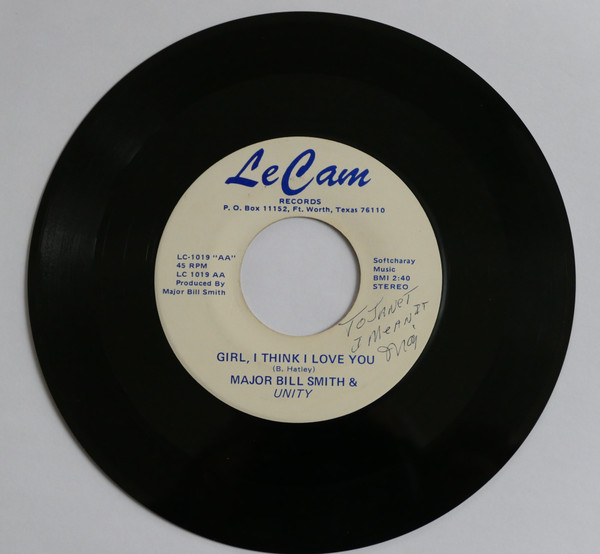 LeCam
RECORDS
P. O. Box 11152, Ft. Worth, Texas 76110
LC-1019 "AA"
45 RPM
LC 1019 AA
Produced By
Major Bill Smith
Softcharay
Music
BMI 2:40
STEREO
To JANET
I MEAN IT
Maj.
GIRL, I THINK I LOVE YOU
(B. Hatley)
MAJOR BILL SMITH &
UNITY